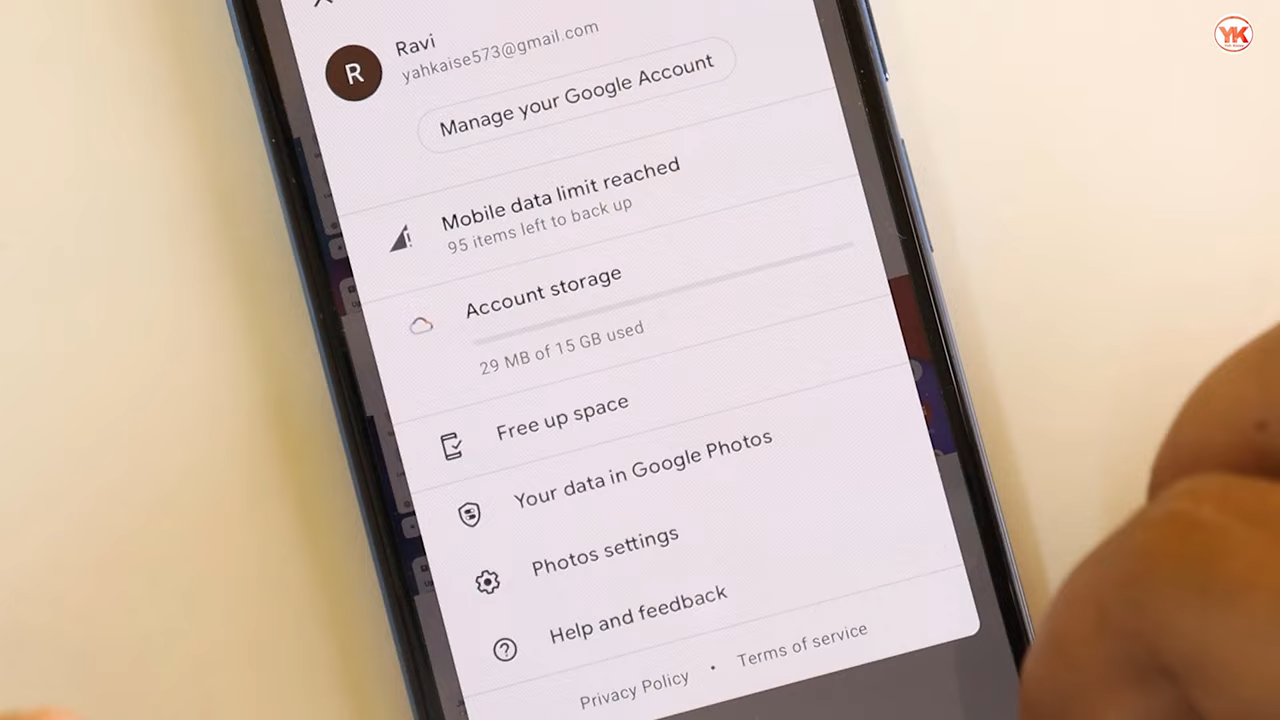 YK
Yah Kaise
R
Ravi
yahkaise573@gmail.com
Manage your Google Account
Mobile data limit reached
95 items left to back up
Account storage
29 MB of 15 GB used
Free up space
Your data in Google Photos
Photos settings
Help and feedback
Privacy Policy • Terms of service